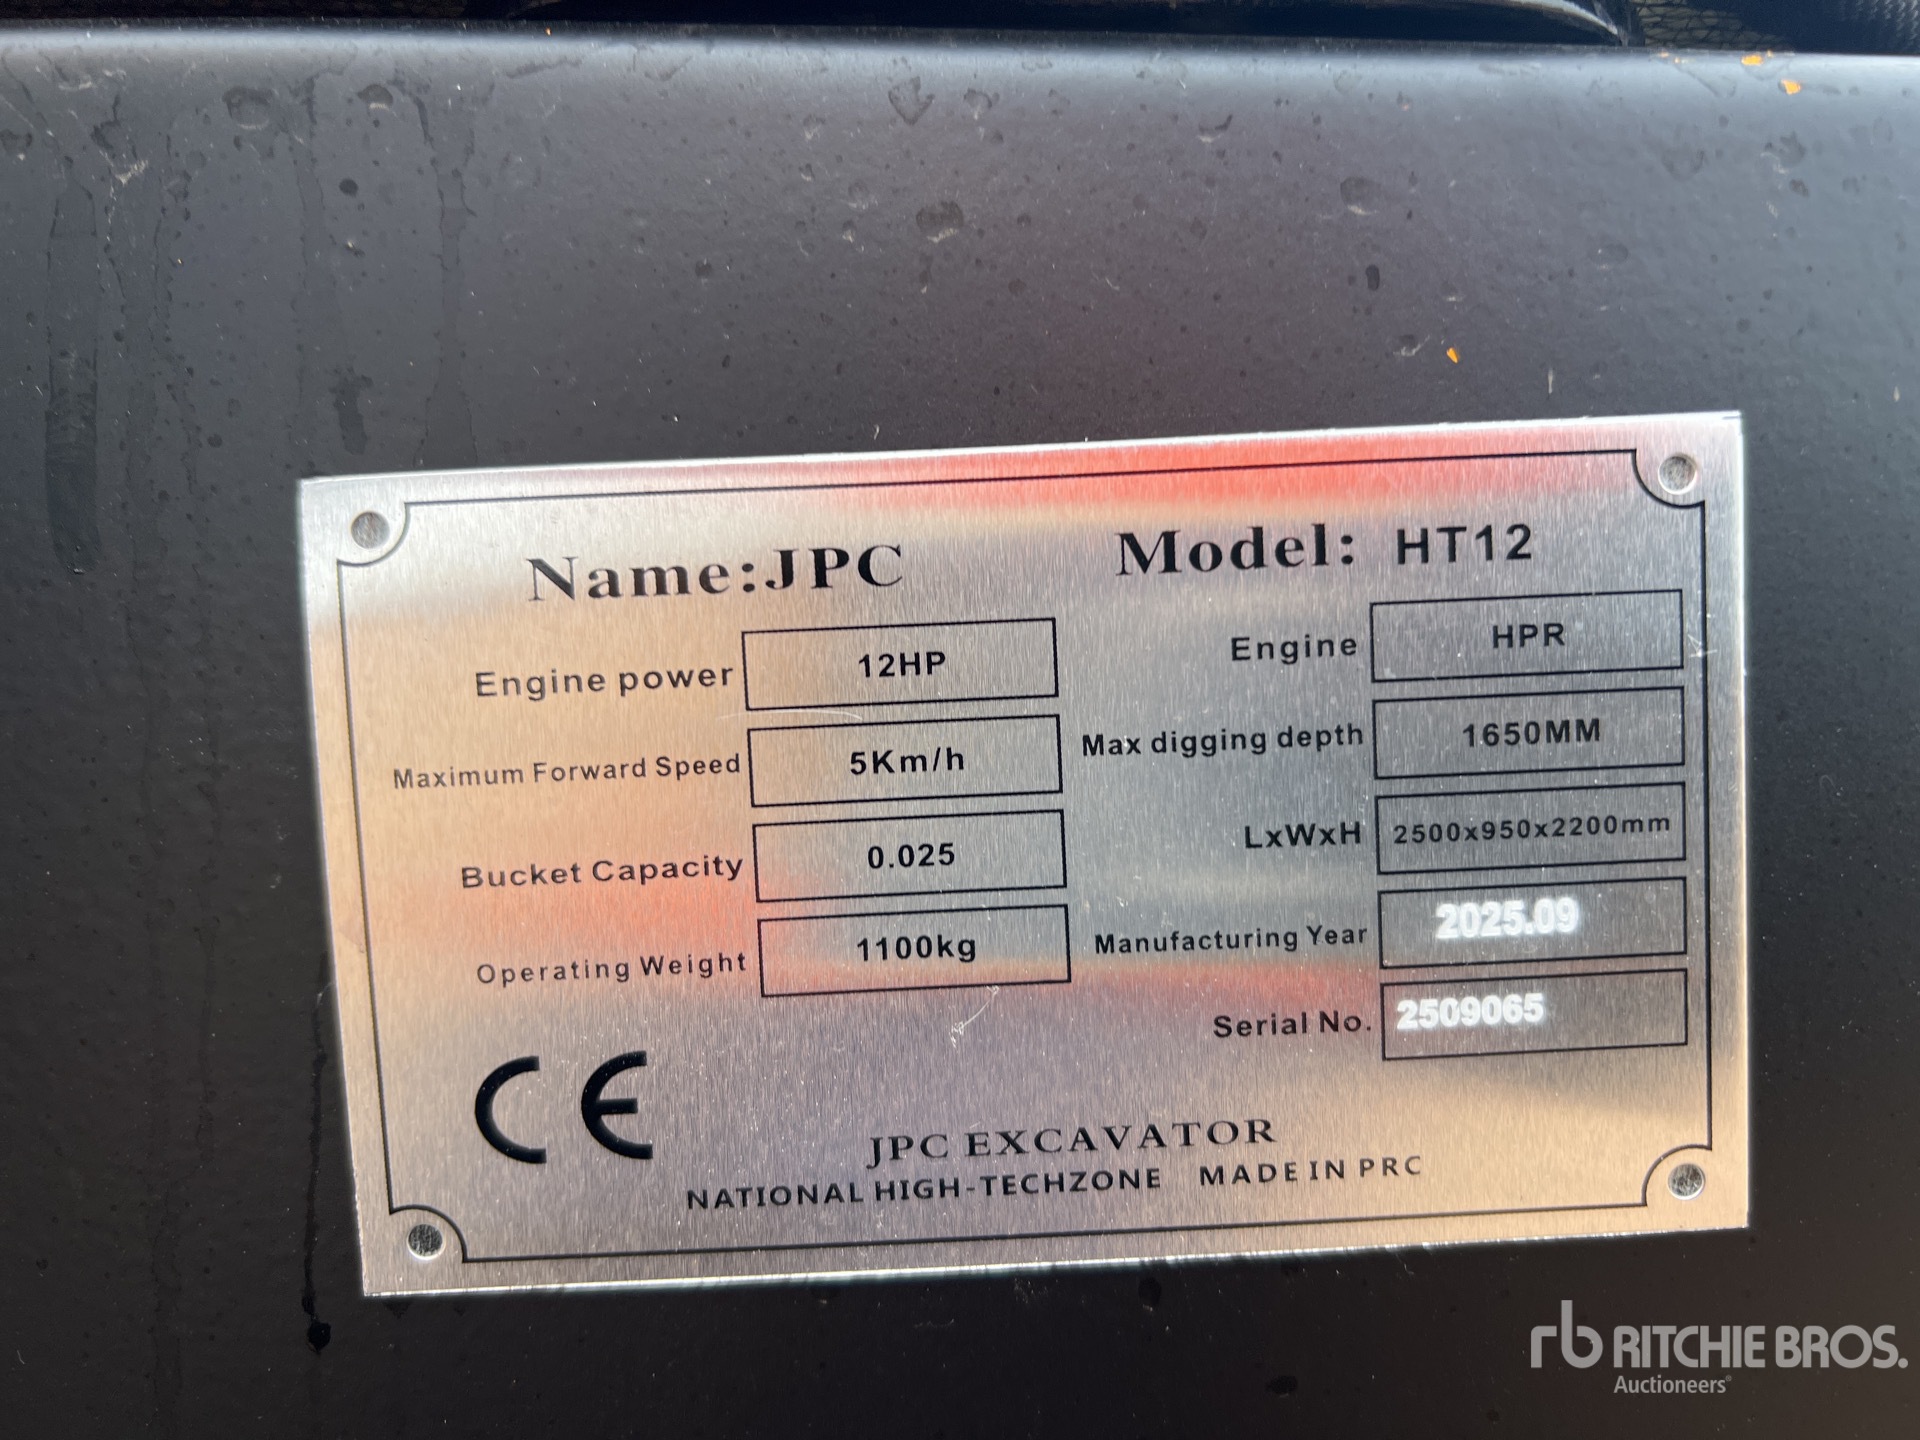 Name:JPC Model: HT12
Engine power 12HP Engine HPR
Maximum Forward Speed 5Km/h Max digging depth 1650MM
Bucket Capacity 0.025 LxWxH 2500x950x2200mm
Operating Weight 1100kg Manufacturing Year 2025.09
Serial No. 2509065
CE
JPC EXCAVATOR
NATIONAL HIGH-TECHZONE MADE IN PRC
rb RITCHIE BROS.
Auctioneers®